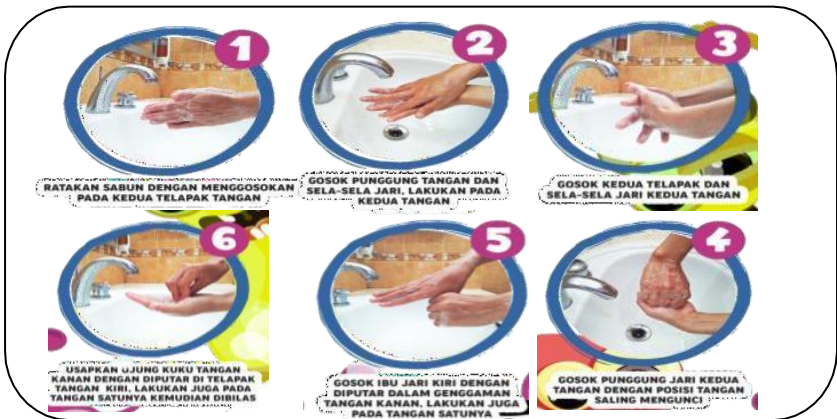 1
RATAKAN SABUN DENGAN MENGGOSOKAN
PADA KEDUA TELAPAK TANGAN
2
GOSOK PUNGGUNG TANGAN DAN
SELA-SELA JARI, LAKUKAN PADA
KEDUA TANGAN
3
GOSOK KEDUA TELAPAK DAN
SELA-SELA JARI KEDUA TANGAN
4
GOSOK PUNGGUNG JARI KEDUA
TANGAN DENGAN POSISI TANGAN
SALING MENGUNCI
5
GOSOK IBU JARI KIRI DENGAN
DIPUTAR DALAM GENGGAMAN
TANGAN KANAN, LAKUKAN JUGA
PADA TANGAN SATUNYA
6
USAPKAN UJUNG KUKU TANGAN
KANAN DENGAN DIPUTAR DI TELAPAK
TANGAN KIRI, LAKUKAN JUGA PADA
TANGAN SATUNYA KEMUDIAN DIBILAS